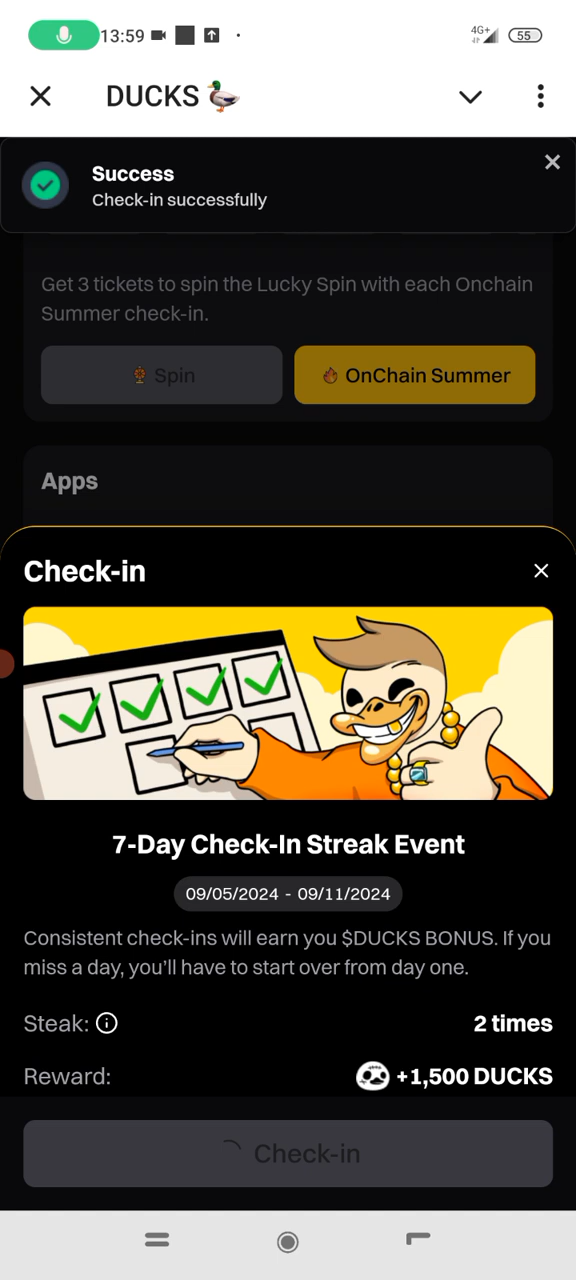 13:59
4G+
55
DUCKS 🦆
Success
Check-in successfully
Get 3 tickets to spin the Lucky Spin with each Onchain
Summer check-in.
Spin
🔥 OnChain Summer
Apps
Check-in
7-Day Check-In Streak Event
09/05/2024 - 09/11/2024
Consistent check-ins will earn you $DUCKS BONUS. If you
miss a day, you'll have to start over from day one.
Steak:
2 times
Reward:
+1,500 DUCKS
Check-in